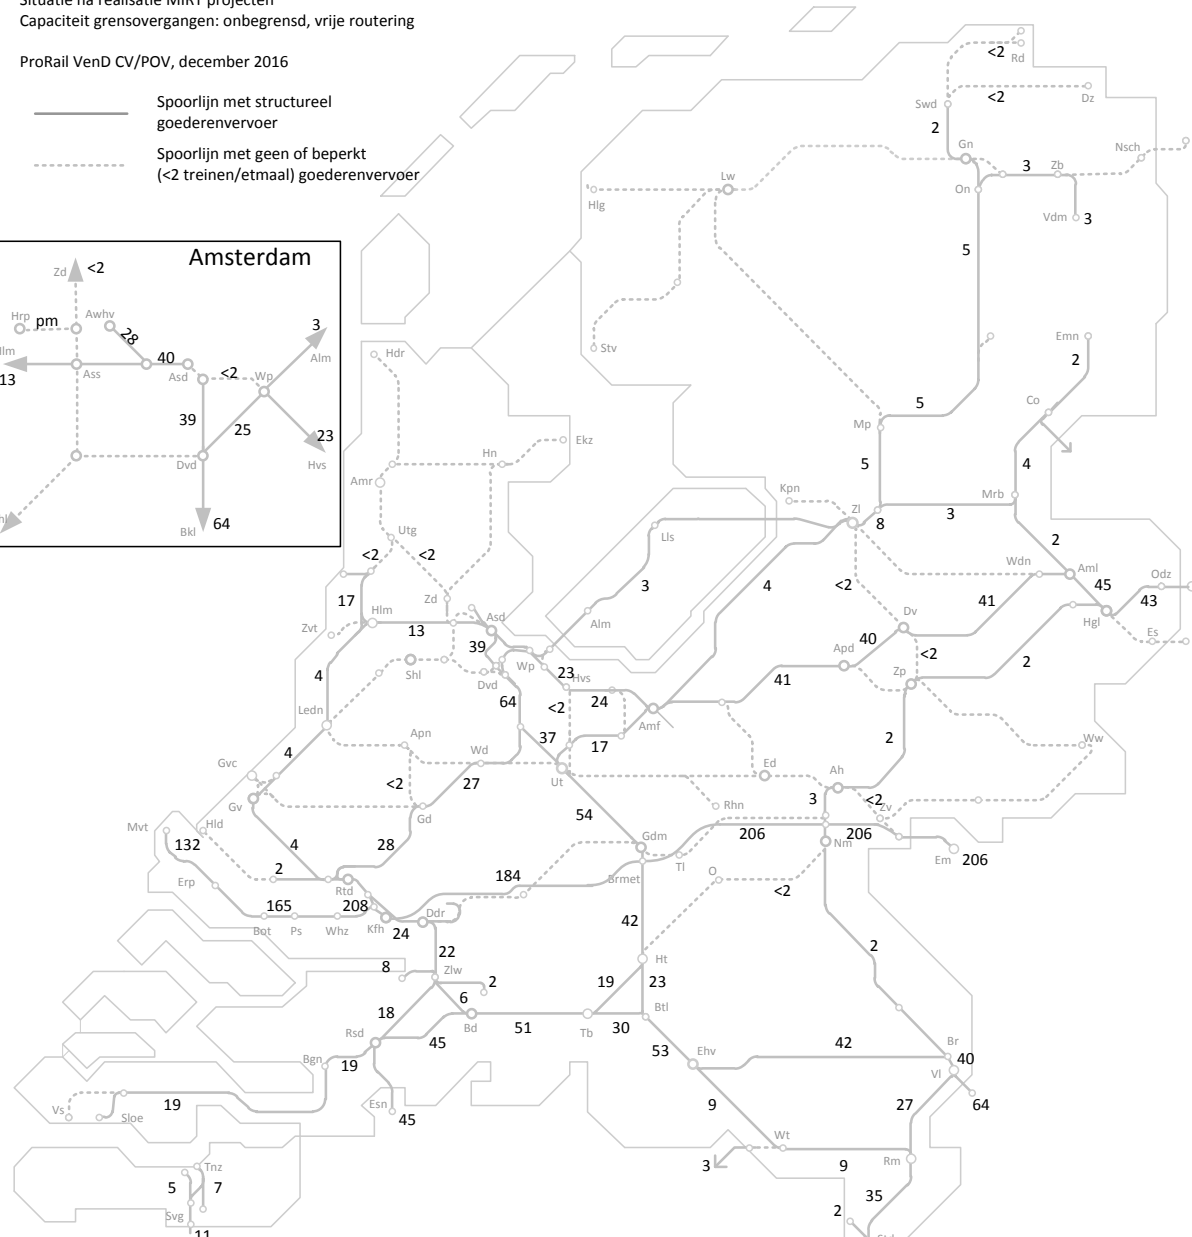 Situatie na realisatie MIRT projecten
Capaciteit grensovergangen: onbegrensd, vrije routering
ProRail VenD CV/POV, december 2016
Spoorlijn met structureel
goederenvervoer
Spoorlijn met geen of beperkt
(<2 treinen/etmaal) goederenvervoer
Amsterdam
Zd <2
Hrp pm Awhv
28
3
40
Alm
13
Ass
Asd
<2
Wp
39
25
23
Hvs
Dvd
Bkl 64
<2
Rd
<2
Dz
Swd
2
Gn
Nsch
3 Zb
On
Vdm 3
Lw
Hlg
5
Stv
Emn
2
Hdr
5
Co
Mp
Ekz
Hn
5
4
Amr
Kpn
Mrb
Zl
8
3
Utg
Lls
<2
<2
2
Wdn
Aml
45
Odz
3
4
<2
17
Zd
41
43
Hgl
Hlm
Asd
Alm
Dv
Es
Zvt
13
39
40
Apd
<2
2
Wp
23
Zp
4
Shl
Dvd
Hvs
41
64
<2
24
Ledn
Amf
Apn
37
17
2
Ww
4
Wd
Gvc
Ut
Ed
Ah
<2
27
3
<2
Gv
Gd
Rhn
Zv
Mvt
Hld
54
206
206
132
4
28
Gdm
Nm
Em 206
Tl
Erp
2
184
Brmet
O
<2
Rtd
165
208
Ddr
Bot Ps Whz
Kfh
24
42
22
2
Ht
8
Zlw
2
19
23
18
6
Btl
Rsd
Bd
51
Tb
30
45
53
42
Br
Bgn
19
Ehv
40
Vl
19
Vs
Sloe
Esn
45
9
27
64
Wt
3
9
Rm
Tnz
5
7
35
Svg
2
11